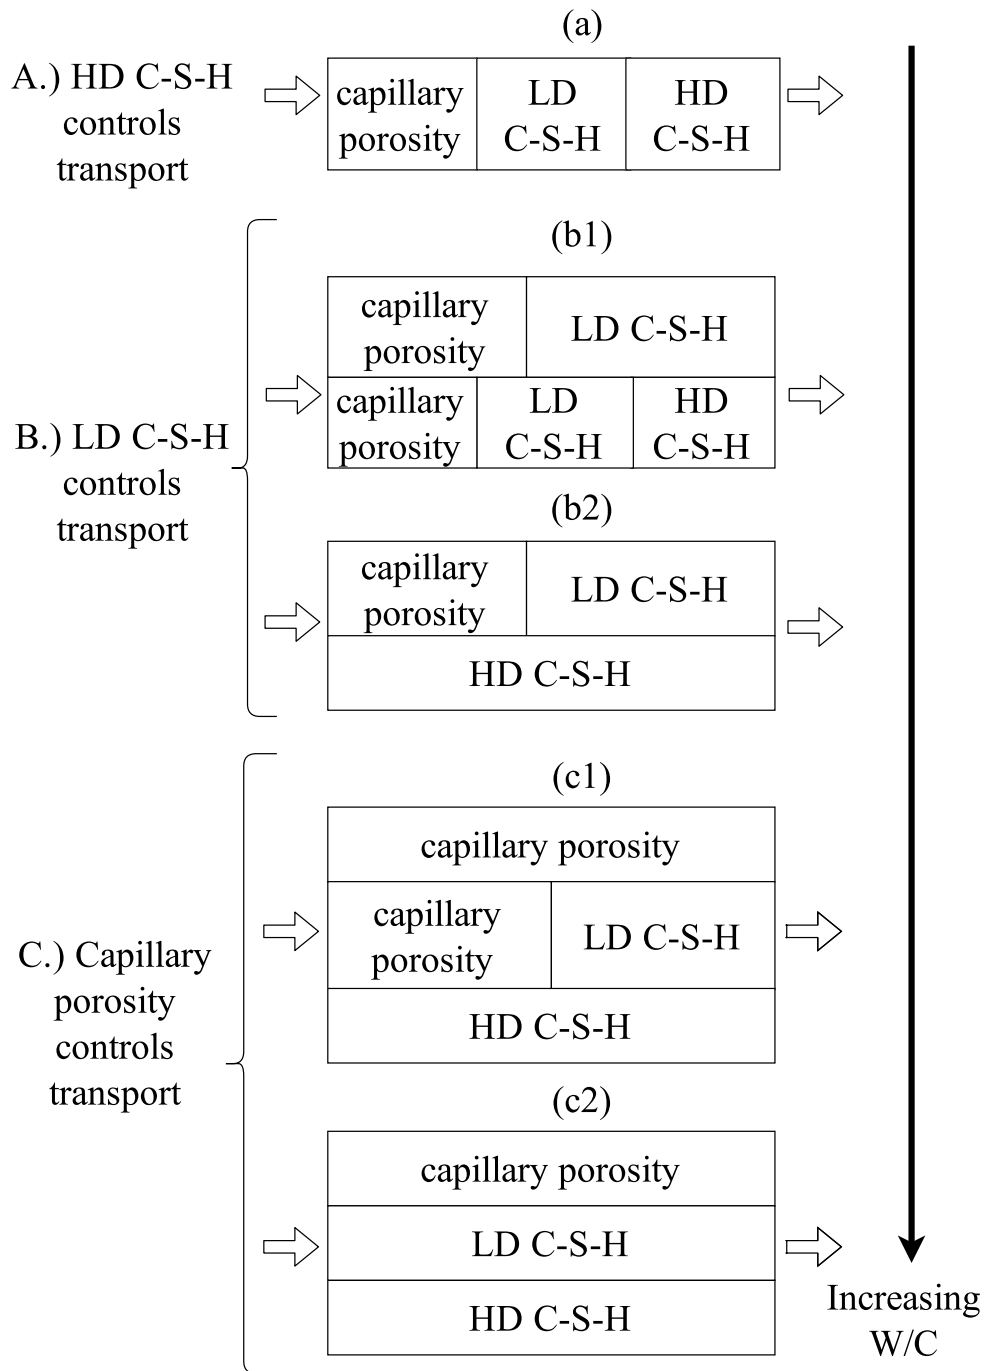 (a)
A.) HD C-S-H
controls
transport
capillary
porosity
LD
C-S-H
HD
C-S-H
(b1)
B.) LD C-S-H
controls
transport
capillary
porosity
LD C-S-H
capillary
porosity
LD
C-S-H
HD
C-S-H
(b2)
capillary
porosity
LD C-S-H
HD C-S-H
(c1)
C.) Capillary
porosity
controls
transport
capillary porosity
capillary
porosity
LD C-S-H
HD C-S-H
(c2)
capillary porosity
LD C-S-H
HD C-S-H
Increasing
W/C